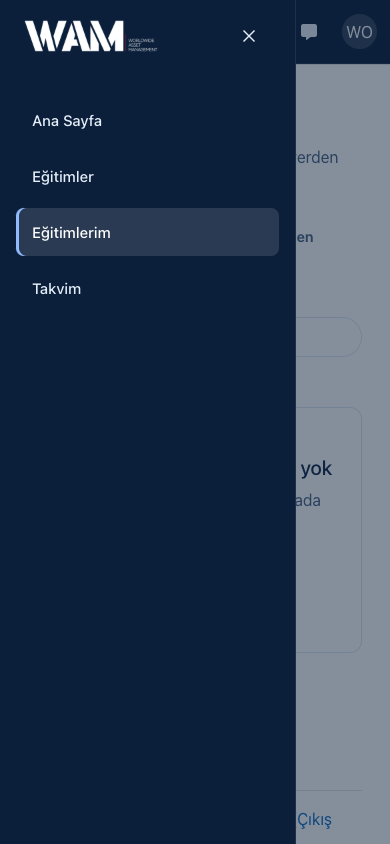 WAM
WORLDWIDE
ASSET
MANAGEMENT
WO
Ana Sayfa
erden
Eğitimler
Eğitimlerim
en
Takvim
yok
ada
Çıkış